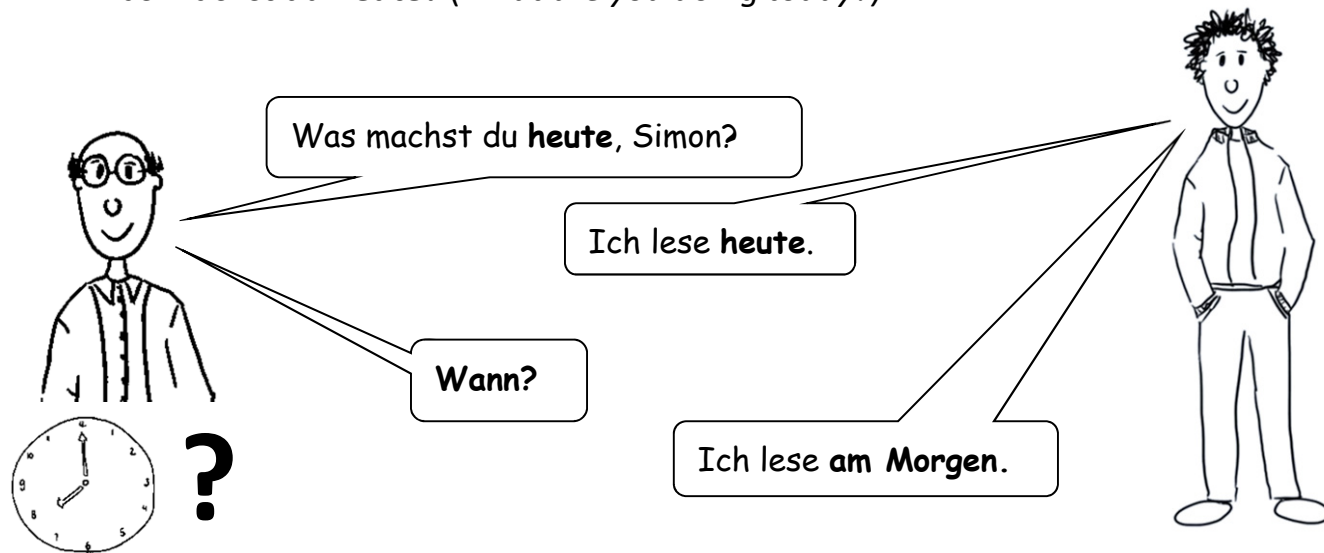 Was machst du heute, Simon?
Ich lese heute.
Wann?
Ich lese am Morgen.
?